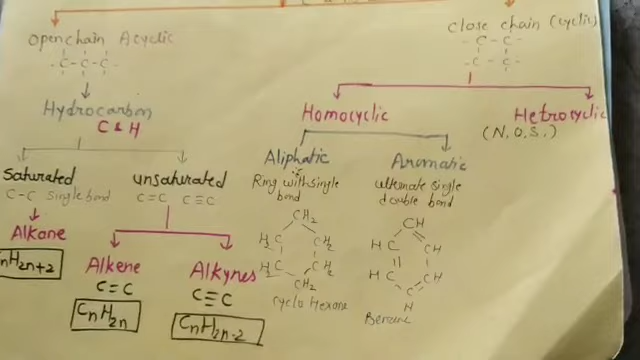 Openchain Acyclic
- C - C - C -
Hydrocarbon
C & H
Saturated
C-C single bond
Alkane
nH2n+2
unsaturated
C=C C≡C
Alkene
C=C
CnH2n
Alkynes
C≡C
CnH2n-2
close chain (cyclic)
- C - C -
- C - C -
Homocyclic
Hetrocyclic
(N, O, S, )
Aliphatic
Ring with single
bond
CH2
H2C CH2
H2C CH2
CH2
Cyclo Hexane
Aromatic
alternate single
double bond
CH
HC CH
HC CH
C
H
Benzene